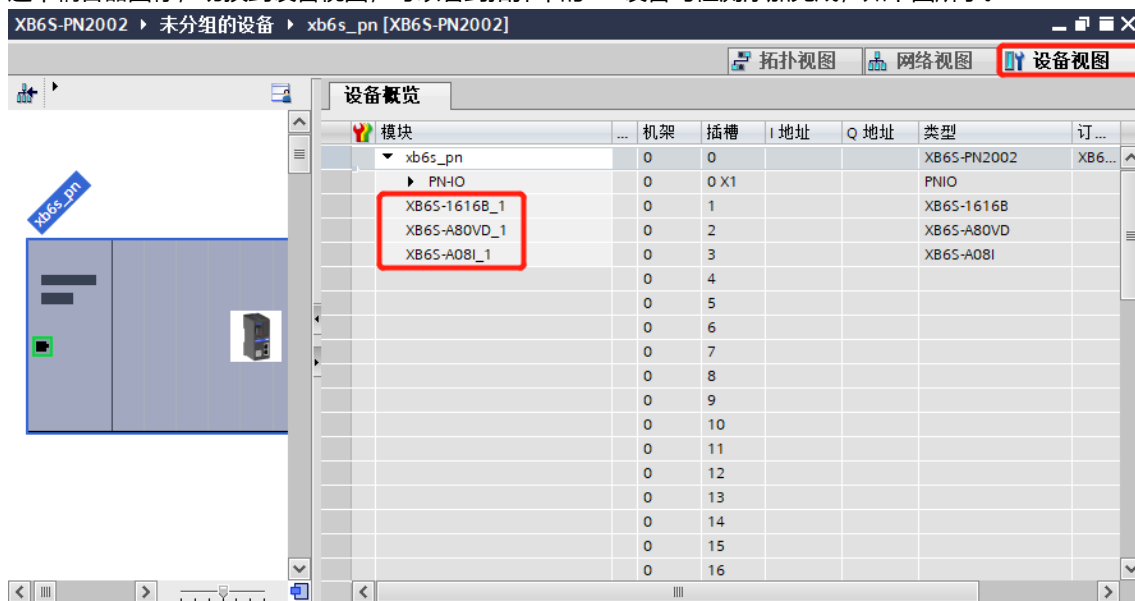 XB6S-PN2002 ▸ 未分组的设备 ▸ xb6s_pn [XB6S-PN2002]
拓扑视图 网络视图 设备视图
设备概览
模块 ... 机架 插槽 I 地址 Q 地址 类型 订...
xb6s_pn 0 0 XB6S-PN2002 XB6...
PN-IO 0 0 X1 PNIO
XB6S-1616B_1 0 1 XB6S-1616B
XB6S-A80VD_1 0 2 XB6S-A80VD
XB6S-A08I_1 0 3 XB6S-A08I
0 4
0 5
0 6
0 7
0 8
0 9
0 10
0 11
0 12
0 13
0 14
0 15
0 16
xb6s_pn